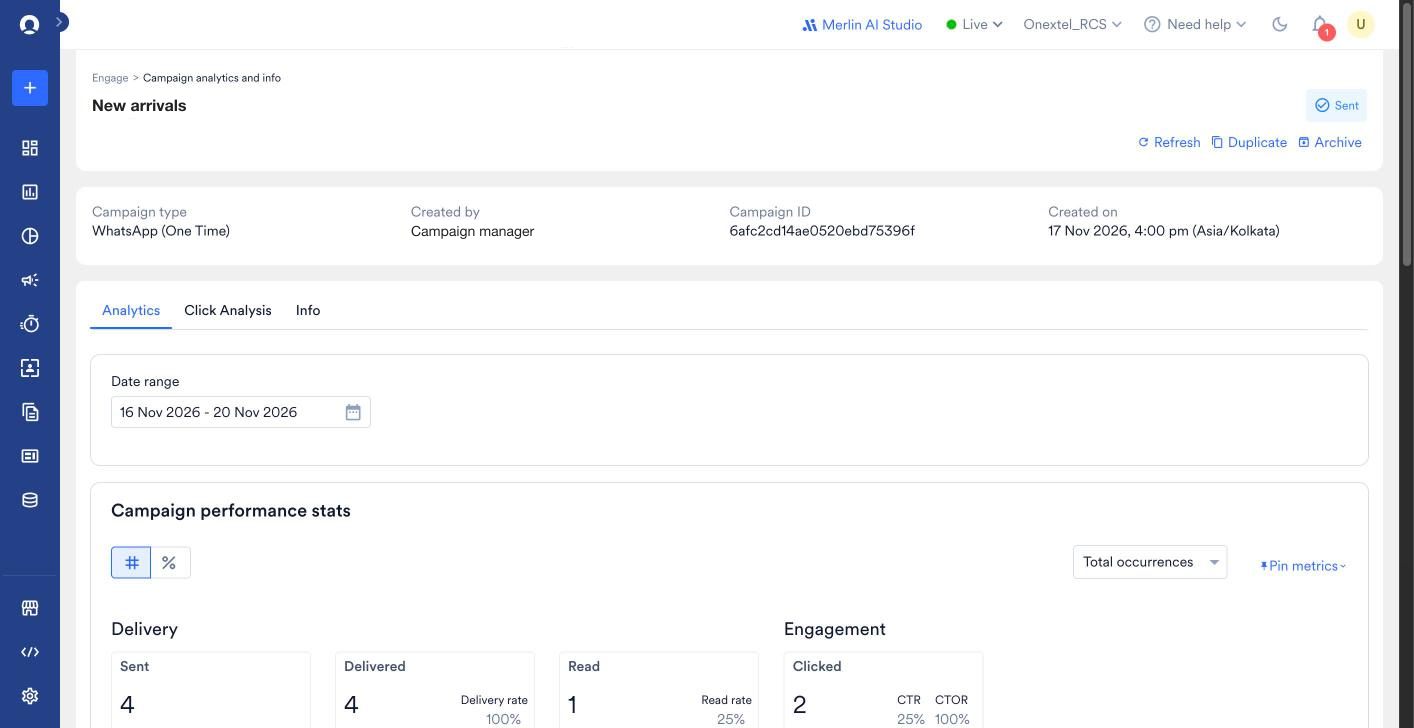 Merlin AI Studio Live Onextel_RCS Need help 1 U
Engage > Campaign analytics and info
New arrivals
Sent
Refresh Duplicate Archive
Campaign type Created by Campaign ID Created on
WhatsApp (One Time) Campaign manager 6afc2cd14ae0520ebd75396f 17 Nov 2026, 4:00 pm (Asia/Kolkata)
Analytics Click Analysis Info
Date range
16 Nov 2026 - 20 Nov 2026
Campaign performance stats
# % Total occurrences Pin metrics
Delivery Engagement
Sent Delivered Read Clicked
4 4 Delivery rate 1 Read rate 2 CTR CTOR
100% 25% 25% 100%